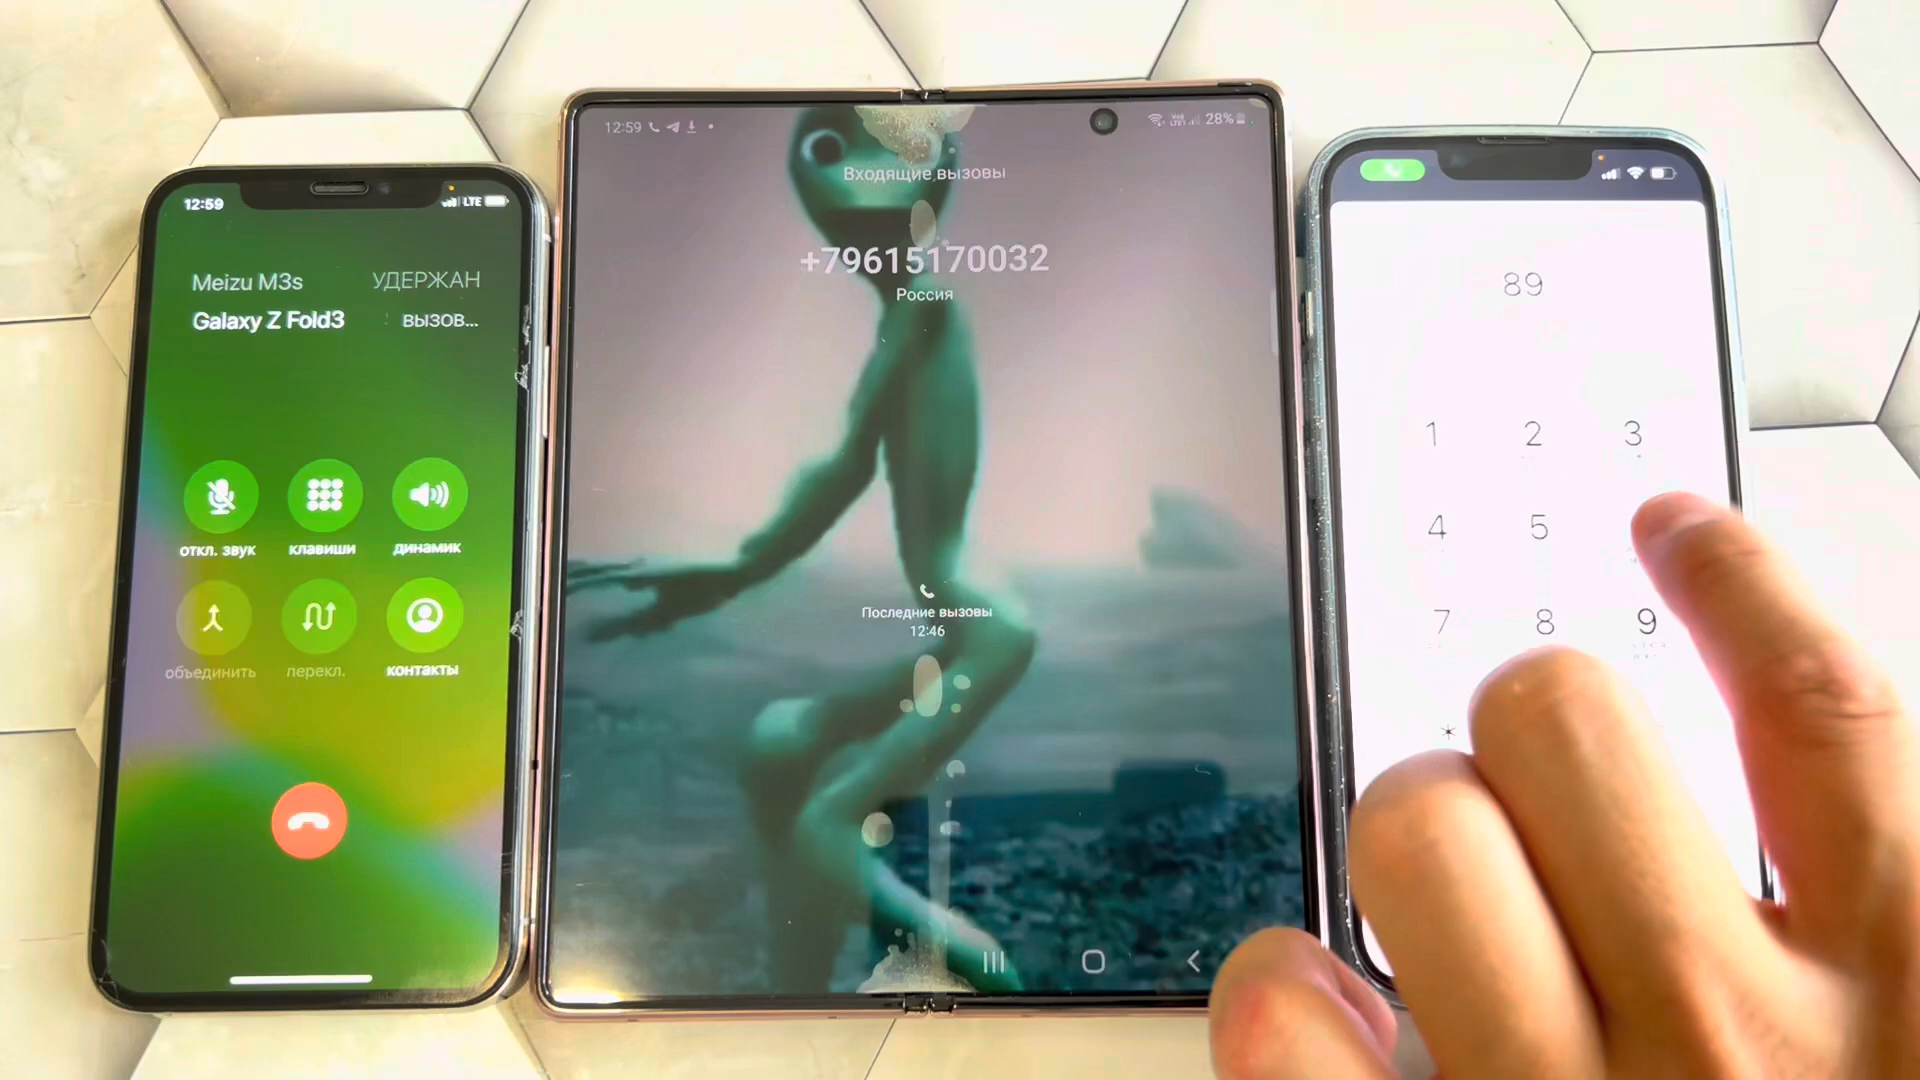 12:59
LTE
Meizu M3s УДЕРЖАН
Galaxy Z Fold3 вызов...
откл. звук клавиши динамик
объединить перекл. контакты
12:59
28%
Входящие вызовы
+79615170032
Россия
Последние вызовы
12:46
89
1 2 3
4 5
7 8 9
*